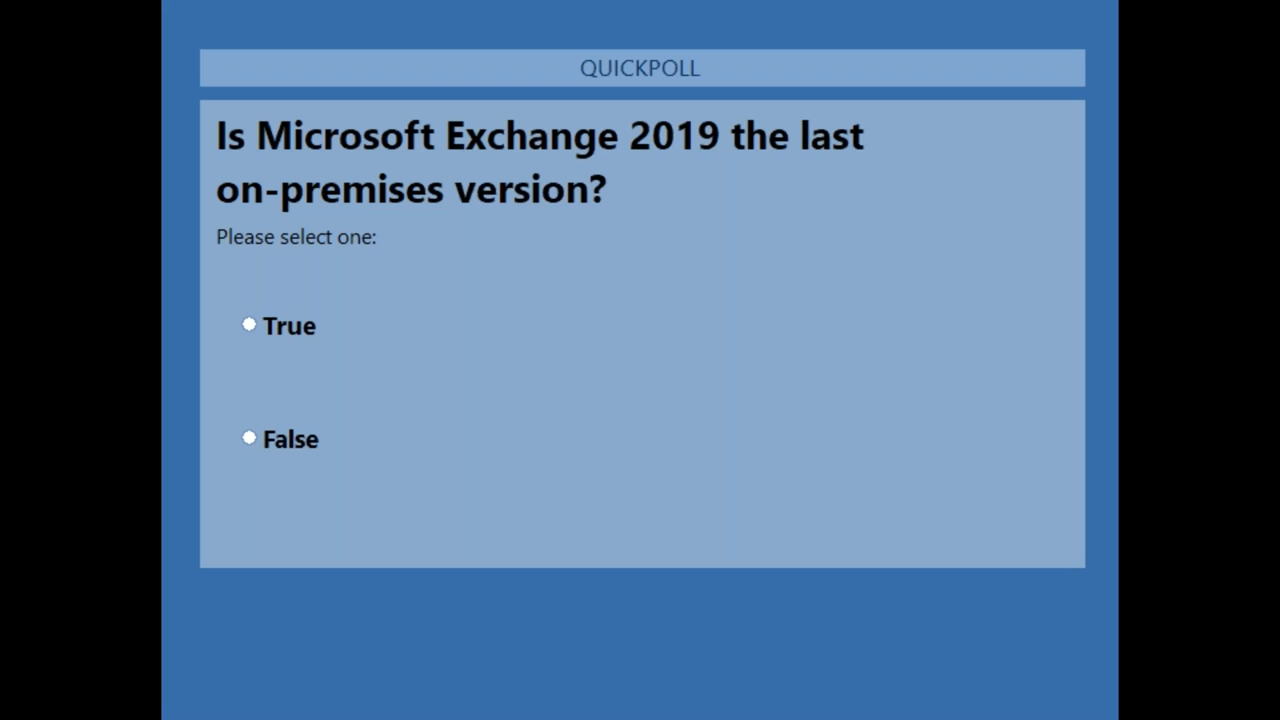 QUICKPOLL
Is Microsoft Exchange 2019 the last
on-premises version?
Please select one:
True
False